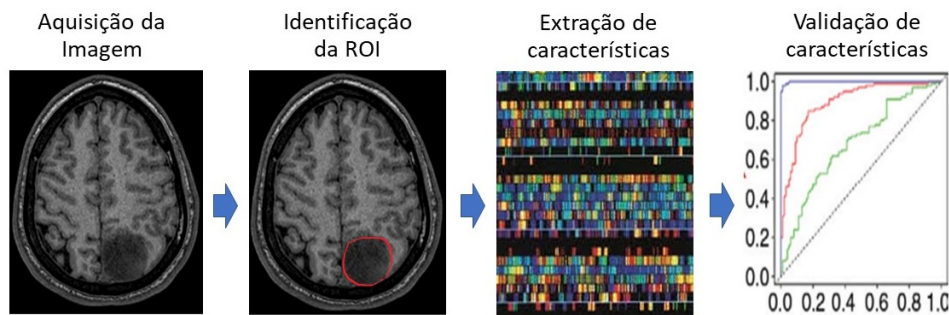 Aquisição da
Imagem
Identificação
da ROI
Extração de
características
Validação de
características
1.0
0.8
0.6
0.4
0.2
0.0
0.0 0.2 0.4 0.6 0.8 1.0